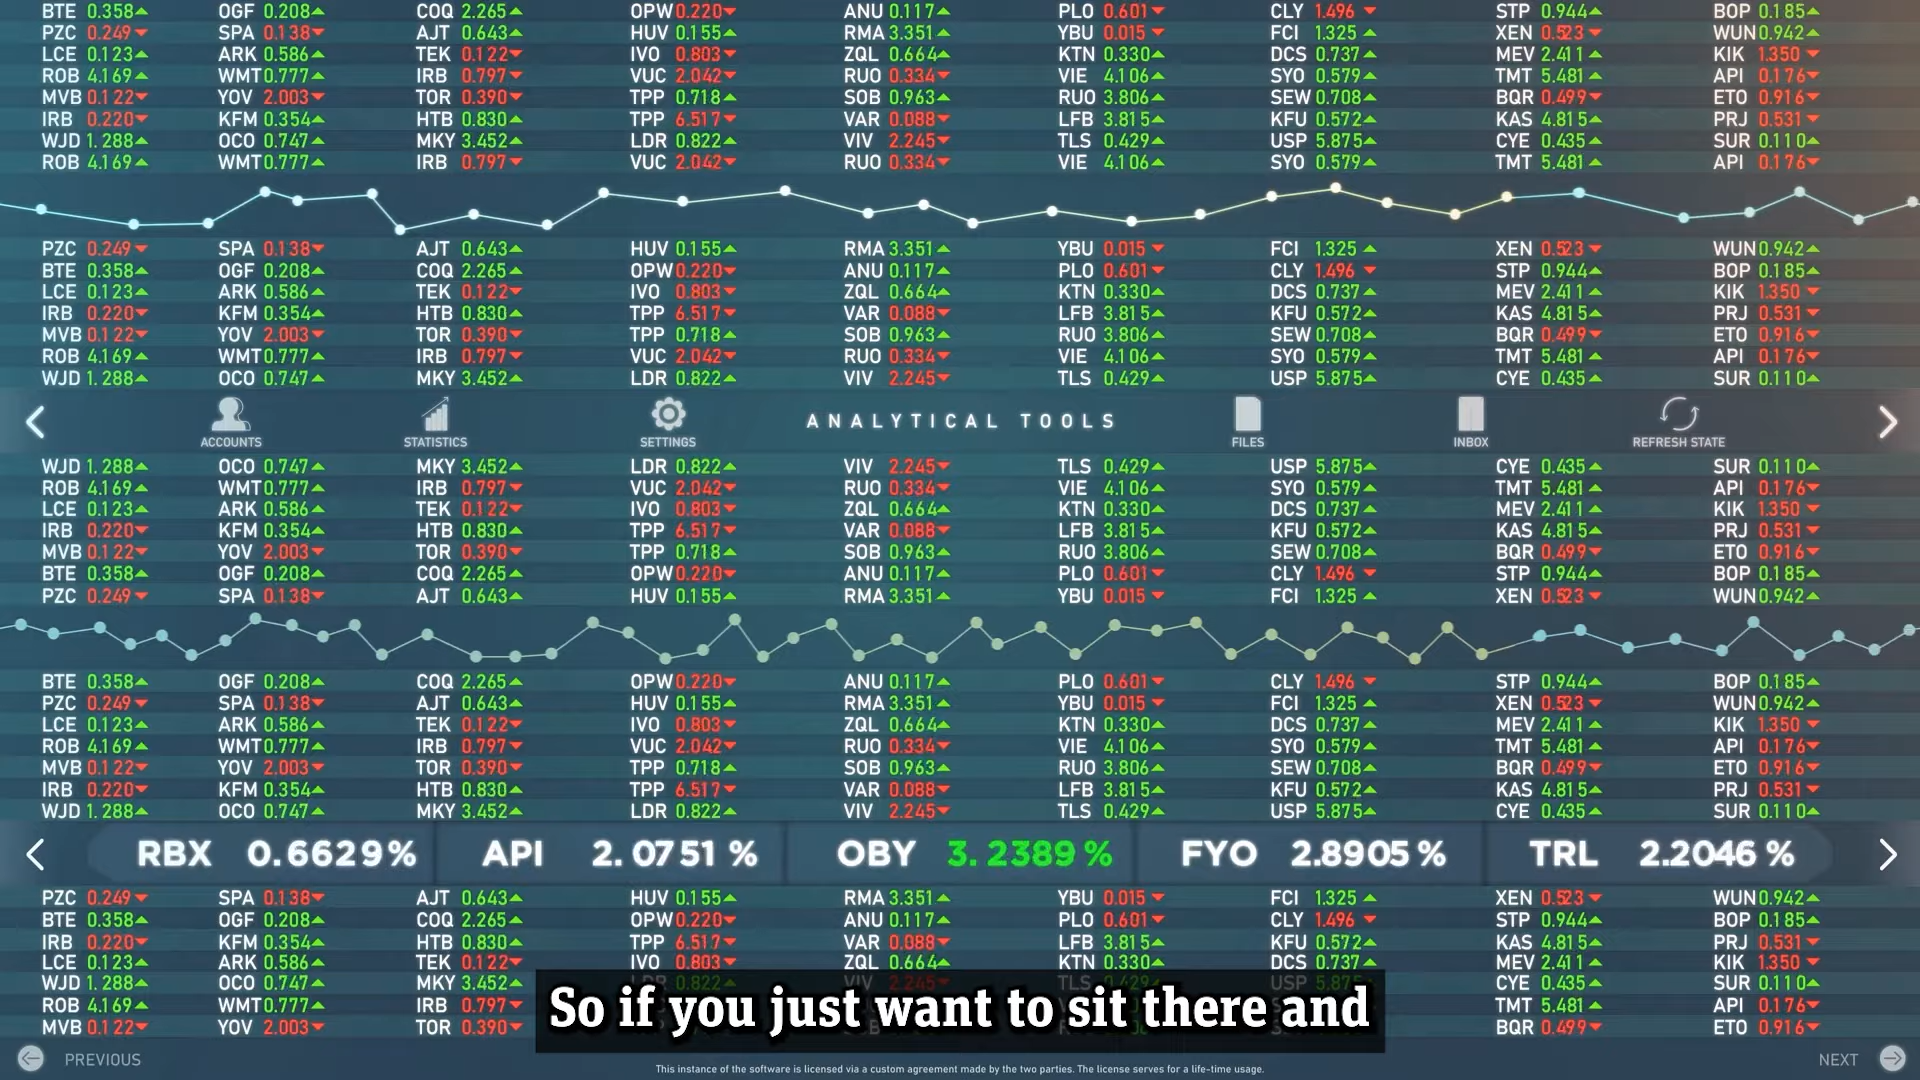 BTE 0.358 OGF 0.208 COQ 2.265 OPW 0.220 ANU 0.117 PLO 0.601 CLY 1.496 STP 0.944 BOP 0.185
PZC 0.249 SPA 0.138 AJT 0.643 HUV 0.155 RMA 3.351 YBU 0.015 FCI 1.325 XEN 0.523 WUN 0.942
LCE 0.123 ARK 0.586 TEK 0.122 IVO 0.803 ZQL 0.664 KTN 0.330 DCS 0.737 MEV 2.411 KIK 1.350
ROB 4.169 WMT 0.777 IRB 0.797 VUC 2.042 RUO 0.334 VIE 4.106 SYO 0.579 TMT 5.481 API 0.176
MVB 0.122 YOV 2.003 TOR 0.390 TPP 0.718 SOB 0.963 RUO 3.806 SEW 0.708 BQR 0.499 ETO 0.916
IRB 0.220 KFM 0.354 HTB 0.830 TPP 6.517 VAR 0.088 LFB 3.815 KFU 0.572 KAS 4.815 PRJ 0.531
WJD 1.288 OCO 0.747 MKY 3.452 LDR 0.822 VIV 2.245 TLS 0.429 USP 5.875 CYE 0.435 SUR 0.110
ROB 4.169 WMT 0.777 IRB 0.797 VUC 2.042 RUO 0.334 VIE 4.106 SYO 0.579 TMT 5.481 API 0.176
PZC 0.249 SPA 0.138 AJT 0.643 HUV 0.155 RMA 3.351 YBU 0.015 FCI 1.325 XEN 0.523 WUN 0.942
BTE 0.358 OGF 0.208 COQ 2.265 OPW 0.220 ANU 0.117 PLO 0.601 CLY 1.496 STP 0.944 BOP 0.185
LCE 0.123 ARK 0.586 TEK 0.122 IVO 0.803 ZQL 0.664 KTN 0.330 DCS 0.737 MEV 2.411 KIK 1.350
IRB 0.220 KFM 0.354 HTB 0.830 TPP 6.517 VAR 0.088 LFB 3.815 KFU 0.572 KAS 4.815 PRJ 0.531
MVB 0.122 YOV 2.003 TOR 0.390 TPP 0.718 SOB 0.963 RUO 3.806 SEW 0.708 BQR 0.499 ETO 0.916
ROB 4.169 WMT 0.777 IRB 0.797 VUC 2.042 RUO 0.334 VIE 4.106 SYO 0.579 TMT 5.481 API 0.176
WJD 1.288 OCO 0.747 MKY 3.452 LDR 0.822 VIV 2.245 TLS 0.429 USP 5.875 CYE 0.435 SUR 0.110
ACCOUNTS STATISTICS SETTINGS ANALYTICAL TOOLS FILES INBOX REFRESH STATE
WJD 1.288 OCO 0.747 MKY 3.452 LDR 0.822 VIV 2.245 TLS 0.429 USP 5.875 CYE 0.435 SUR 0.110
ROB 4.169 WMT 0.777 IRB 0.797 VUC 2.042 RUO 0.334 VIE 4.106 SYO 0.579 TMT 5.481 API 0.176
LCE 0.123 ARK 0.586 TEK 0.122 IVO 0.803 ZQL 0.664 KTN 0.330 DCS 0.737 MEV 2.411 KIK 1.350
IRB 0.220 KFM 0.354 HTB 0.830 TPP 6.517 VAR 0.088 LFB 3.815 KFU 0.572 KAS 4.815 PRJ 0.531
MVB 0.122 YOV 2.003 TOR 0.390 TPP 0.718 SOB 0.963 RUO 3.806 SEW 0.708 BQR 0.499 ETO 0.916
BTE 0.358 OGF 0.208 COQ 2.265 OPW 0.220 ANU 0.117 PLO 0.601 CLY 1.496 STP 0.944 BOP 0.185
PZC 0.249 SPA 0.138 AJT 0.643 HUV 0.155 RMA 3.351 YBU 0.015 FCI 1.325 XEN 0.523 WUN 0.942
BTE 0.358 OGF 0.208 COQ 2.265 OPW 0.220 ANU 0.117 PLO 0.601 CLY 1.496 STP 0.944 BOP 0.185
PZC 0.249 SPA 0.138 AJT 0.643 HUV 0.155 RMA 3.351 YBU 0.015 FCI 1.325 XEN 0.523 WUN 0.942
LCE 0.123 ARK 0.586 TEK 0.122 IVO 0.803 ZQL 0.664 KTN 0.330 DCS 0.737 MEV 2.411 KIK 1.350
ROB 4.169 WMT 0.777 IRB 0.797 VUC 2.042 RUO 0.334 VIE 4.106 SYO 0.579 TMT 5.481 API 0.176
MVB 0.122 YOV 2.003 TOR 0.390 TPP 0.718 SOB 0.963 RUO 3.806 SEW 0.708 BQR 0.499 ETO 0.916
IRB 0.220 KFM 0.354 HTB 0.830 TPP 6.517 VAR 0.088 LFB 3.815 KFU 0.572 KAS 4.815 PRJ 0.531
WJD 1.288 OCO 0.747 MKY 3.452 LDR 0.822 VIV 2.245 TLS 0.429 USP 5.875 CYE 0.435 SUR 0.110
RBX 0.6629% API 2.0751 % OBY 3.2389 % FYO 2.8905 % TRL 2.2046 %
PZC 0.249 SPA 0.138 AJT 0.643 HUV 0.155 RMA 3.351 YBU 0.015 FCI 1.325 XEN 0.523 WUN 0.942
BTE 0.358 OGF 0.208 COQ 2.265 OPW 0.220 ANU 0.117 PLO 0.601 CLY 1.496 STP 0.944 BOP 0.185
IRB 0.220 KFM 0.354 HTB 0.830 TPP 6.517 VAR 0.088 LFB 3.815 KFU 0.572 KAS 4.815 PRJ 0.531
LCE 0.123 ARK 0.586 TEK 0.122 IVO 0.803 ZQL 0.664 KTN 0.330 DCS 0.737 MEV 2.411 KIK 1.350
WJD 1.288 OCO 0.747 MKY 3.452 CYE 0.435 SUR 0.110
ROB 4.169 WMT 0.777 IRB 0.797 TMT 5.481 API 0.176
MVB 0.122 YOV 2.003 TOR 0.390 BQR 0.499 ETO 0.916
So if you just want to sit there and
PREVIOUS NEXT
This instance of the software is licensed via a custom agreement made by the two parties. The license serves for a life-time usage.